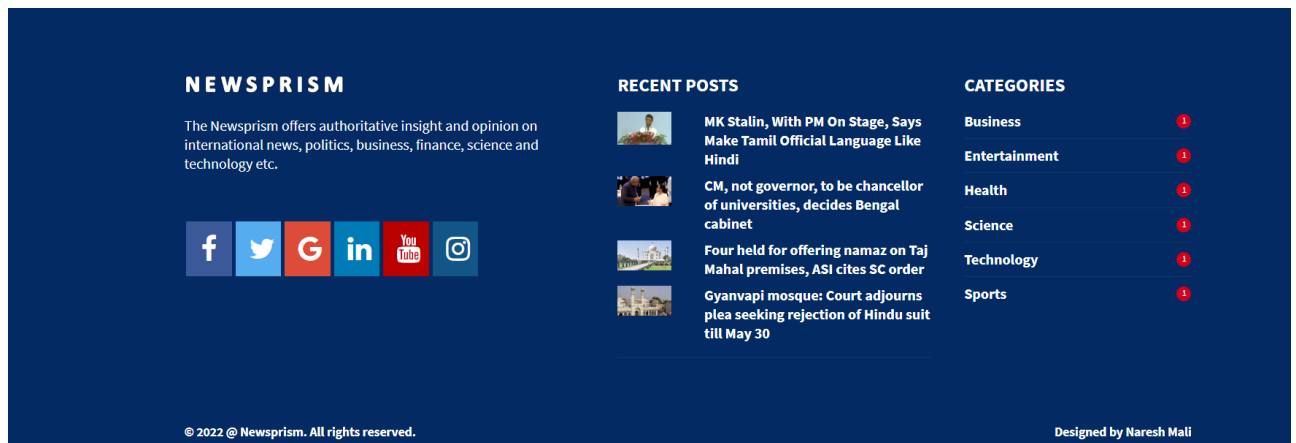 NEWSPRISM
The Newsprism offers authoritative insight and opinion on
international news, politics, business, finance, science and
technology etc.
f G in You
Tube
RECENT POSTS
MK Stalin, With PM On Stage, Says
Make Tamil Official Language Like
Hindi
CM, not governor, to be chancellor
of universities, decides Bengal
cabinet
Four held for offering namaz on Taj
Mahal premises, ASI cites SC order
Gyanvapi mosque: Court adjourns
plea seeking rejection of Hindu suit
till May 30
CATEGORIES
Business 1
Entertainment 1
Health 1
Science 1
Technology 1
Sports 1
© 2022 @ Newsprism. All rights reserved.
Designed by Naresh Mali